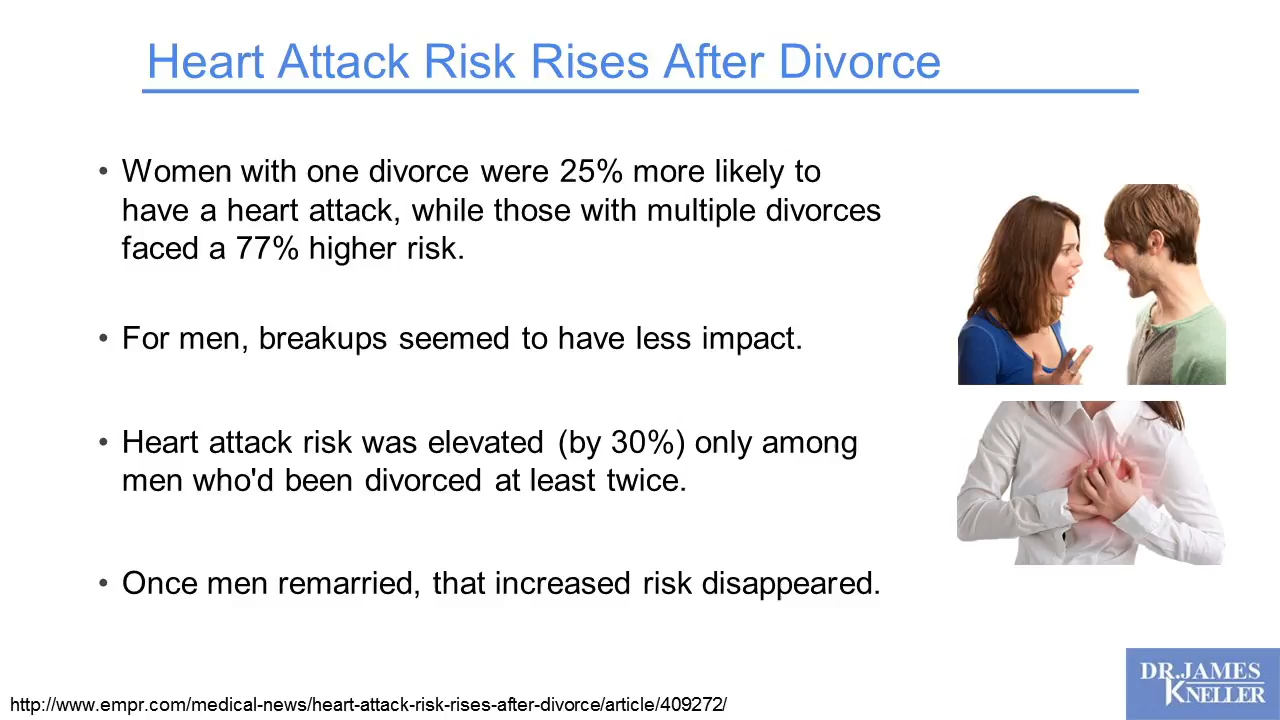 Heart Attack Risk Rises After Divorce
• Women with one divorce were 25% more likely to
have a heart attack, while those with multiple divorces
faced a 77% higher risk.
• For men, breakups seemed to have less impact.
• Heart attack risk was elevated (by 30%) only among
men who'd been divorced at least twice.
• Once men remarried, that increased risk disappeared.
DR.JAMES
KNELLER
http://www.empr.com/medical-news/heart-attack-risk-rises-after-divorce/article/409272/